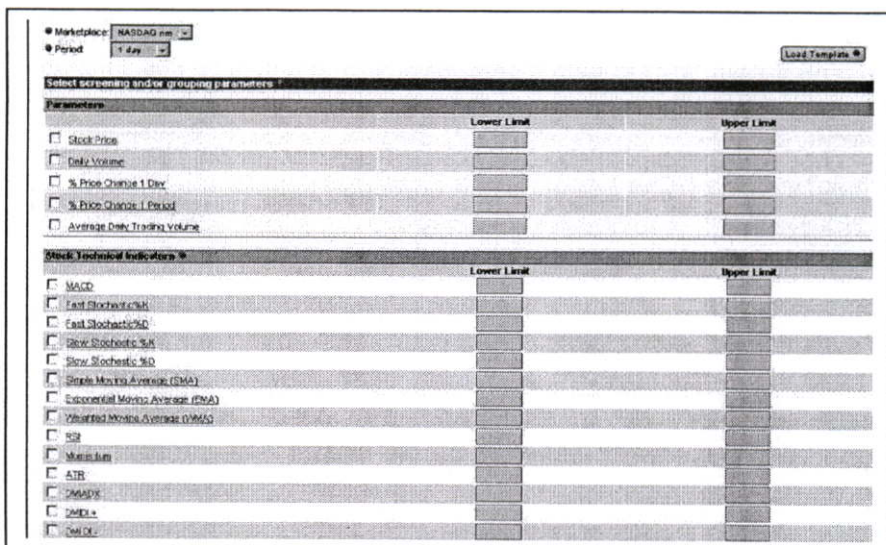 Marketplace: NASDAQ nm
Period: 1 day
Load Template
Select screening and/or grouping parameters
Parameters
Lower Limit Upper Limit
Stock Price
Daily Volume
% Price Change 1 Day
% Price Change 1 Period
Average Daily Trading Volume
Stock Technical Indicators
Lower Limit Upper Limit
MACD
Fast Stochastic%K
Fast Stochastic%D
Slow Stochastic %K
Slow Stochastic %D
Simple Moving Average (SMA)
Exponential Moving Average (EMA)
Weighted Moving Average (WMA)
RSI
Momentum
ATR
DMIADX
DMIDI+
DMIDI-